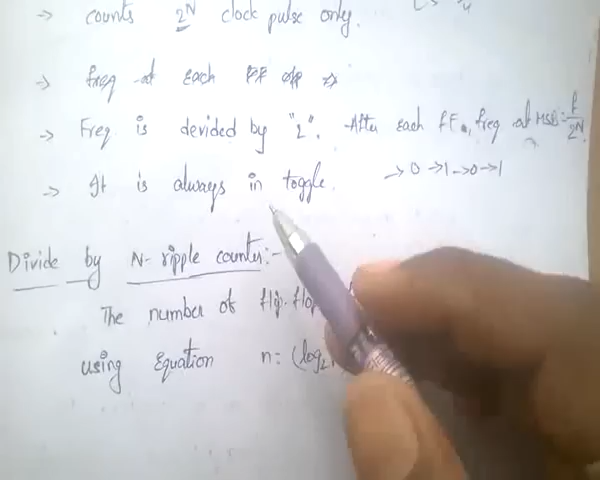 → counts 2^N clock pulse only.
→ freq at each FF o/p
→ Freq is devided by "2". After each FF, freq at MSB = f/2^N
→ It is always in toggle. → 0 → 1 → 0 → 1
Divide by N- ripple counter:-
The number of flip-flo
using Equation n = (log2